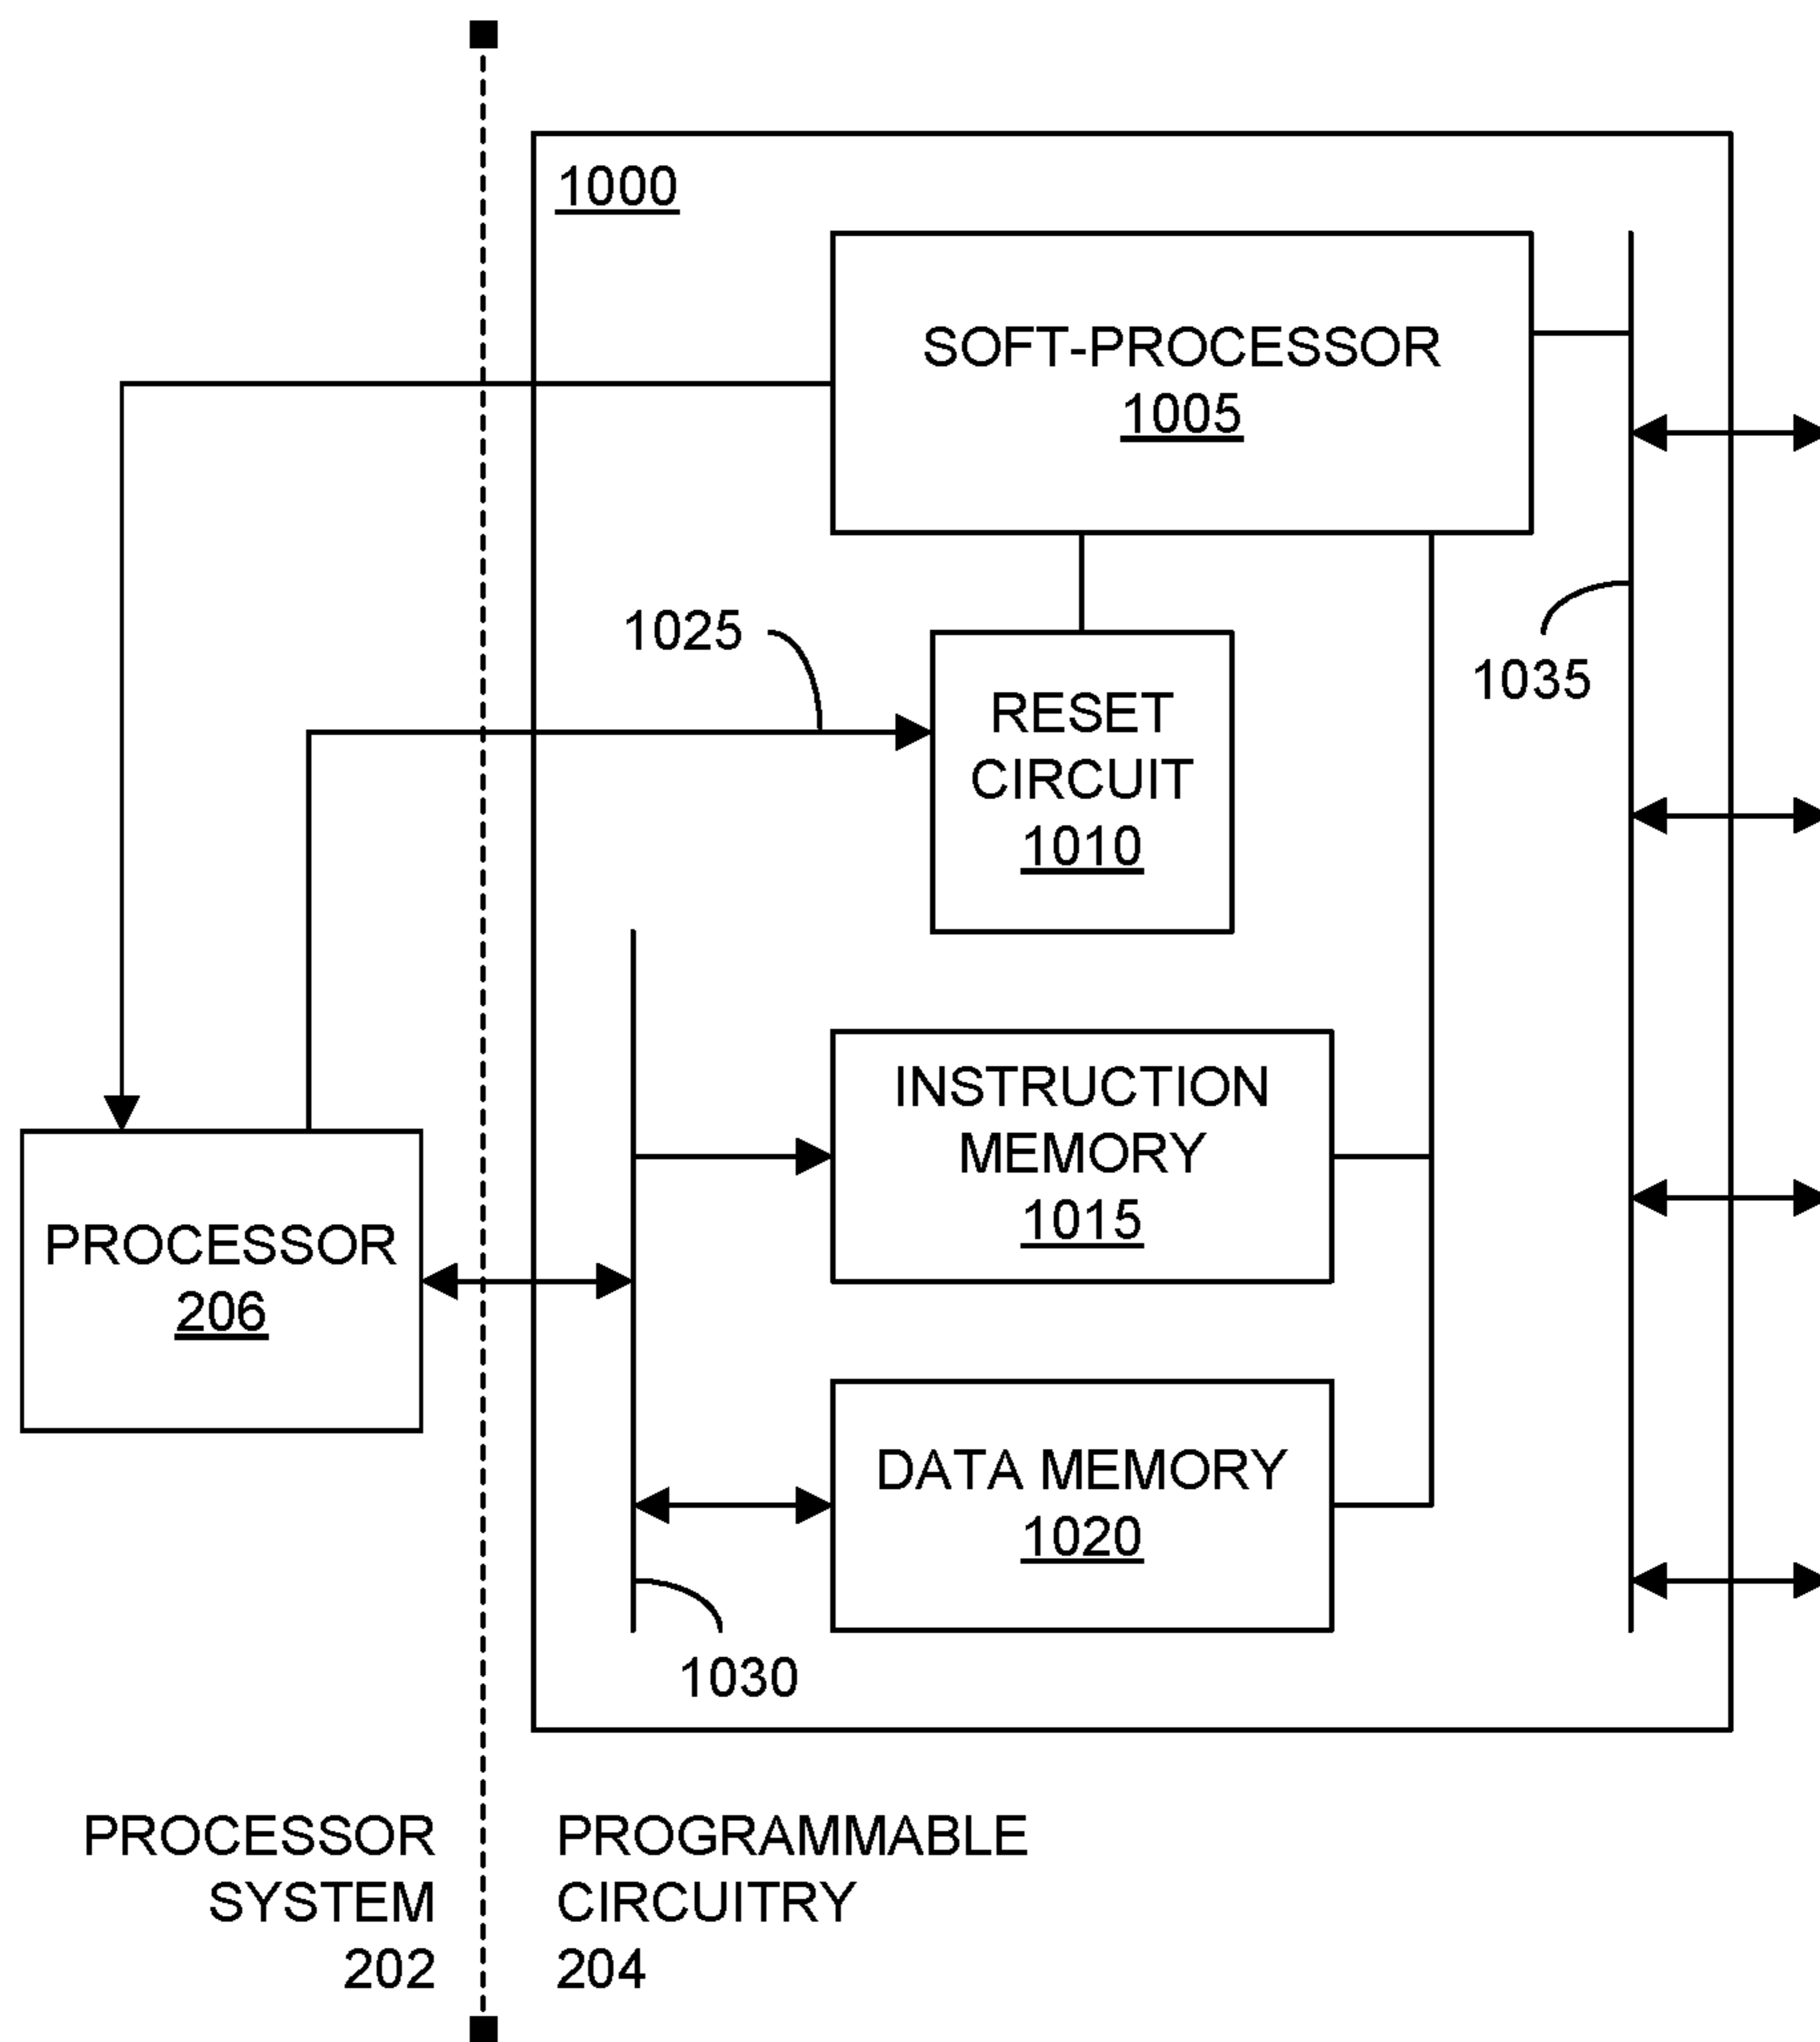 1000
SOFT-PROCESSOR
1005
1025
1035
RESET
CIRCUIT
1010
INSTRUCTION
MEMORY
1015
PROCESSOR
206
DATA MEMORY
1020
1030
PROCESSOR
SYSTEM
202
PROGRAMMABLE
CIRCUITRY
204